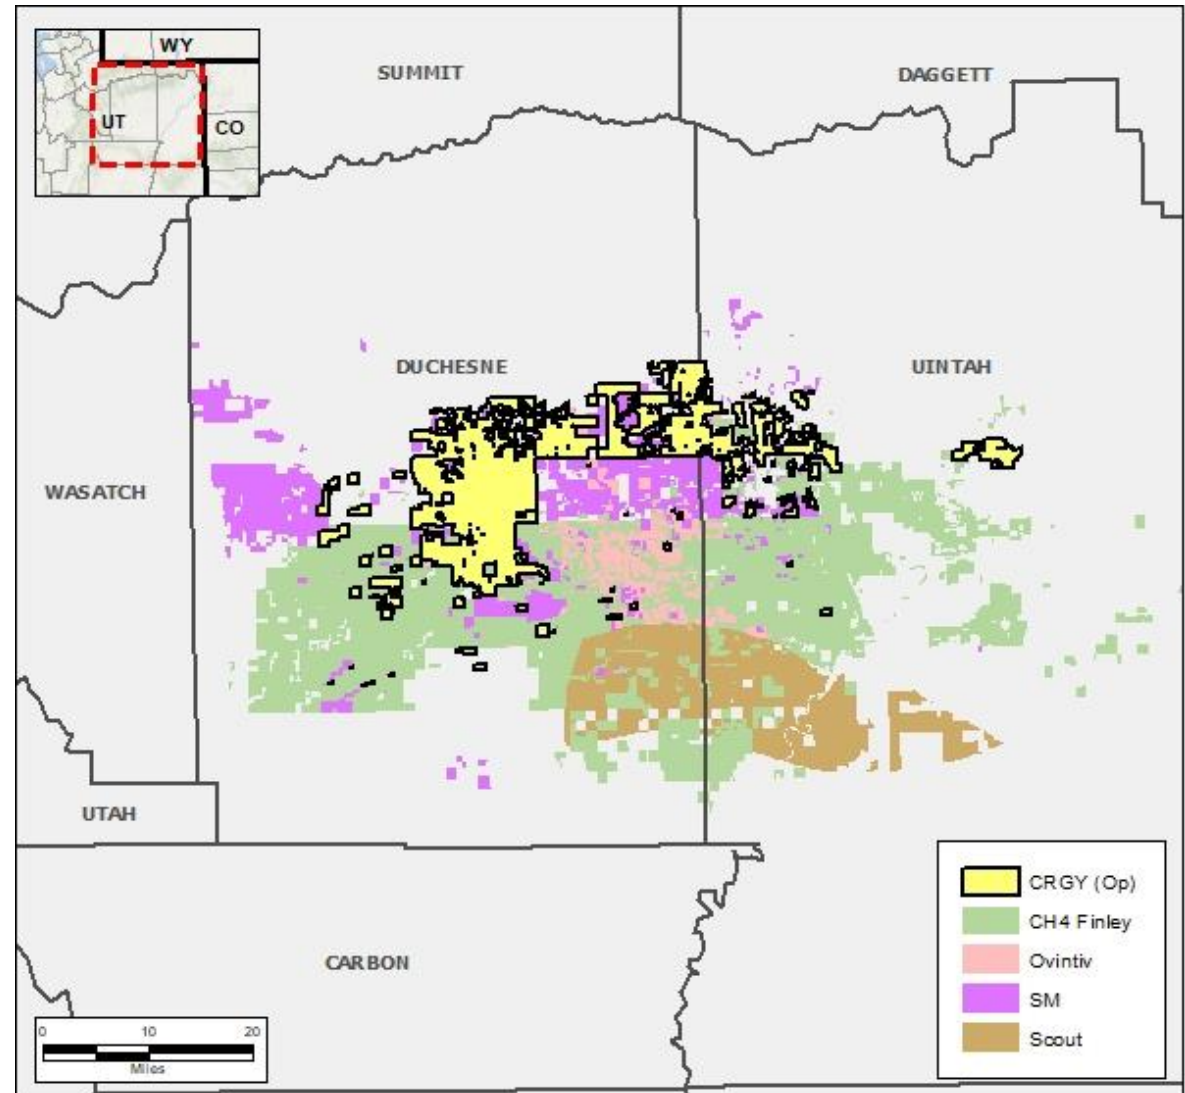 WY
SUMMIT
DAGGETT
UT
CO
DUCHESNE
UINTAH
WASATCH
UTAH
CARBON
CRGY (Op)
CH4 Finley
Ovintiv
SM
Scout
0 10 20
Miles